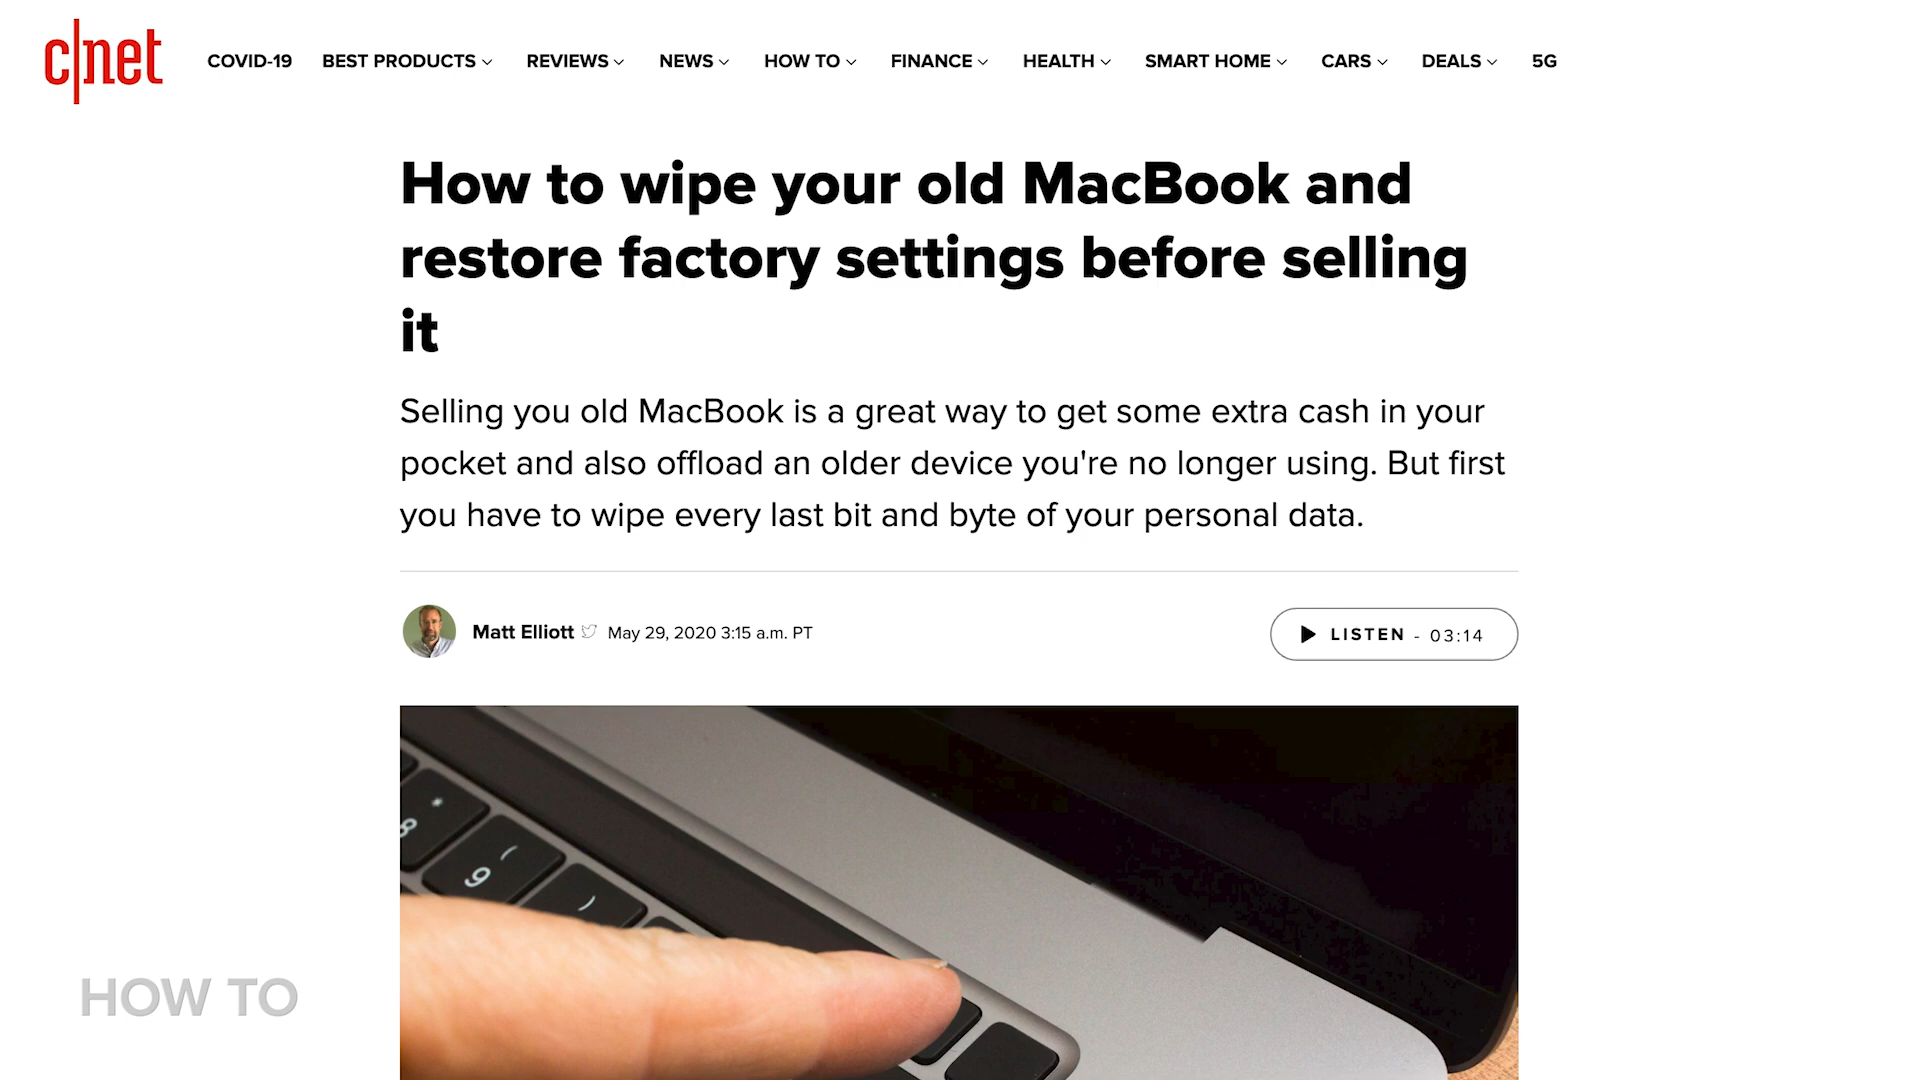 c|net
COVID-19 BEST PRODUCTS REVIEWS NEWS HOW TO FINANCE HEALTH SMART HOME CARS DEALS 5G
How to wipe your old MacBook and
restore factory settings before selling
it
Selling you old MacBook is a great way to get some extra cash in your
pocket and also offload an older device you're no longer using. But first
you have to wipe every last bit and byte of your personal data.
Matt Elliott May 29, 2020 3:15 a.m. PT
LISTEN - 03:14
* 8
( 9
)
HOW TO